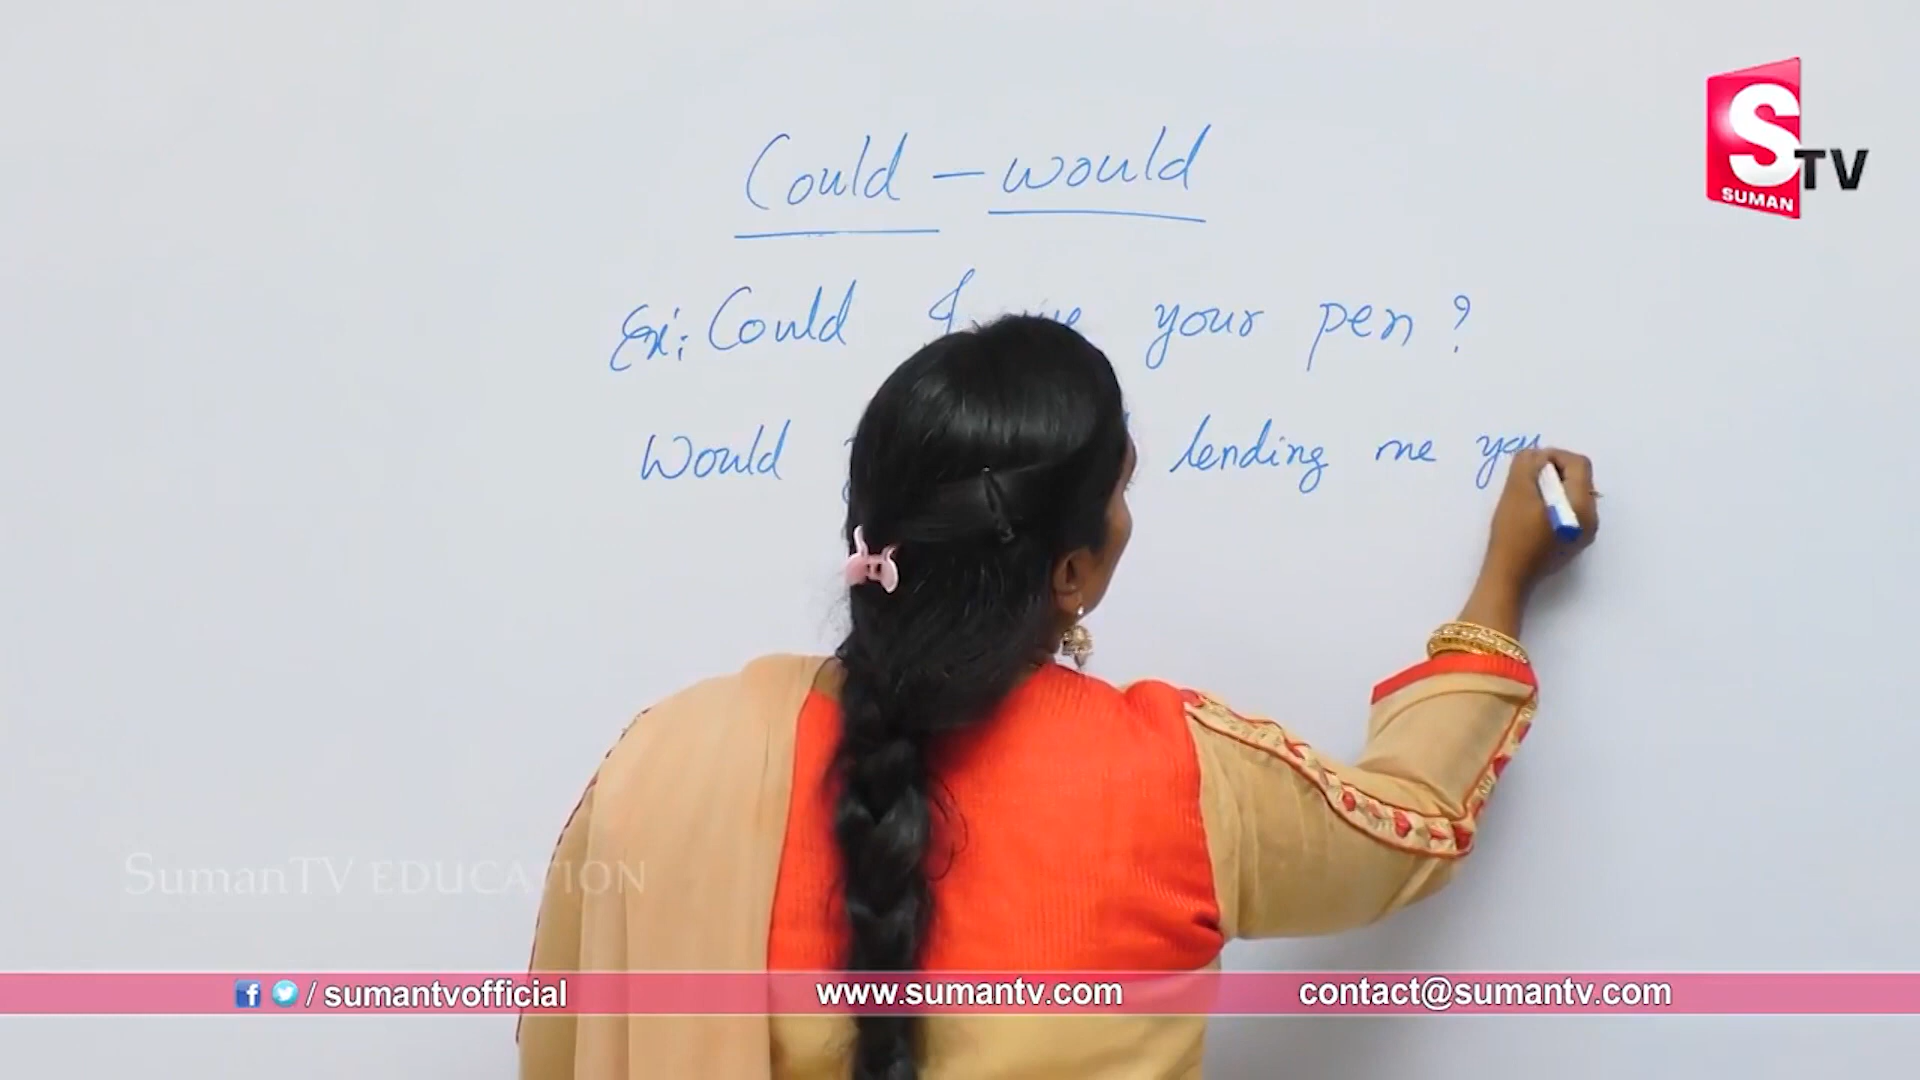 S TV
SUMAN
Could - would
Ex: Could I your pen ?
Would lending me you
SumanTV EDUCATION
/ sumantvofficial
www.sumantv.com
contact@sumantv.com